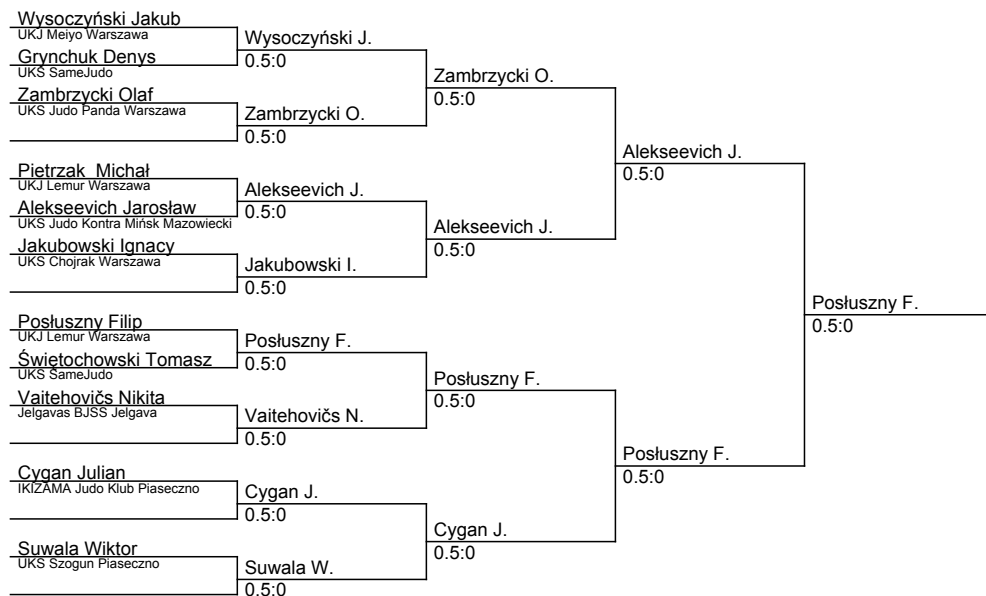 Wysoczyński Jakub
UKJ Meiyo Warszawa
Wysoczyński J.
0.5:0
Grynchuk Denys
UKS SameJudo
Zambrzycki O.
0.5:0
Zambrzycki Olaf
UKS Judo Panda Warszawa
Zambrzycki O.
0.5:0
Alekseevich J.
0.5:0
Pietrzak  Michał
UKJ Lemur Warszawa
Alekseevich J.
0.5:0
Alekseevich Jarosław
UKS Judo Kontra Mińsk Mazowiecki
Alekseevich J.
0.5:0
Jakubowski Ignacy
UKS Chojrak Warszawa
Jakubowski I.
0.5:0
Posłuszny F.
0.5:0
Posłuszny Filip
UKJ Lemur Warszawa
Posłuszny F.
0.5:0
Świętochowski Tomasz
UKS SameJudo
Posłuszny F.
0.5:0
Vaitehovičs Nikita
Jelgavas BJSS Jelgava
Vaitehovičs N.
0.5:0
Posłuszny F.
0.5:0
Cygan Julian
IKIZAMA Judo Klub Piaseczno
Cygan J.
0.5:0
Cygan J.
0.5:0
Suwala Wiktor
UKS Szogun Piaseczno
Suwala W.
0.5:0